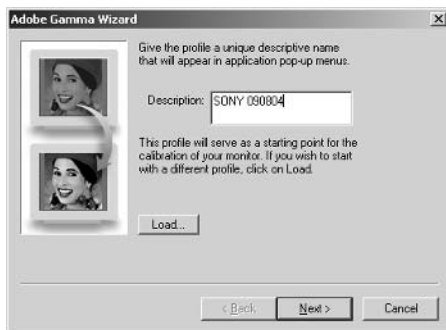 Adobe Gamma Wizard
Give the profile a unique descriptive name
that will appear in application pop-up menus.
Description: SONY 090804
This profile will serve as a starting point for the
calibration of your monitor. If you wish to start
with a different profile, click on Load.
Load...
< Back Next > Cancel